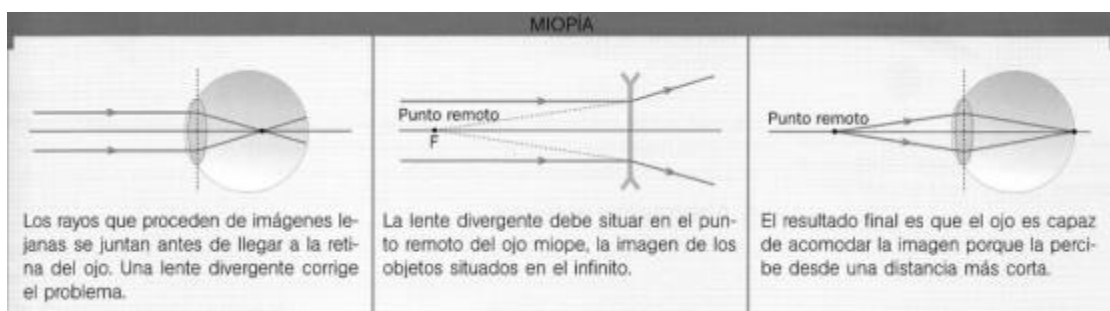 MIOPÍA
Los rayos que proceden de imágenes le-
janas se juntan antes de llegar a la reti-
na del ojo. Una lente divergente corrige
el problema.
Punto remoto
F
La lente divergente debe situar en el pun-
to remoto del ojo miope, la imagen de los
objetos situados en el infinito.
Punto remoto
El resultado final es que el ojo es capaz
de acomodar la imagen porque la perci-
be desde una distancia más corta.